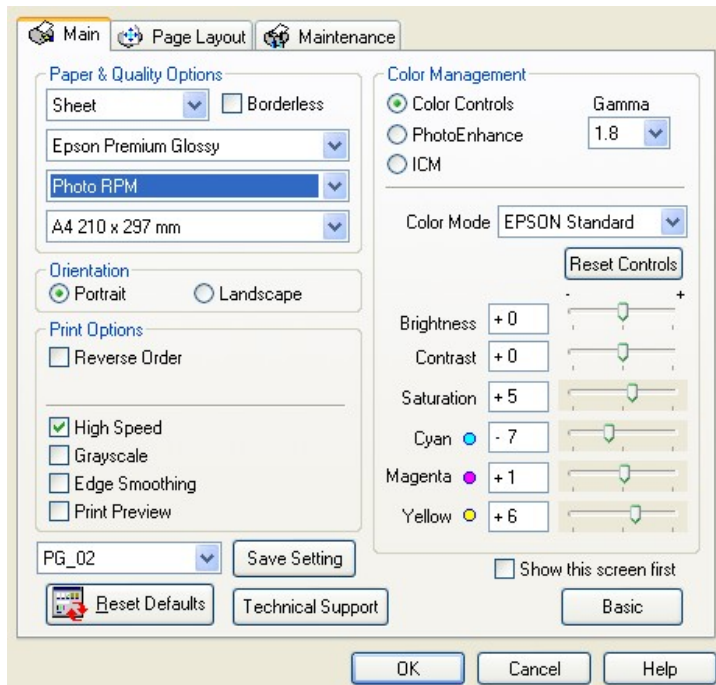 Main
Page Layout
Maintenance
Paper & Quality Options
Sheet
Borderless
Epson Premium Glossy
Photo RPM
A4 210 x 297 mm
Orientation
Portrait
Landscape
Print Options
Reverse Order
High Speed
Grayscale
Edge Smoothing
Print Preview
PG_02
Save Setting
Reset Defaults
Technical Support
Color Management
Color Controls
PhotoEnhance
ICM
Gamma
1.8
Color Mode EPSON Standard
Reset Controls
- +
Brightness + 0
Contrast + 0
Saturation + 5
Cyan - 7
Magenta + 1
Yellow + 6
Show this screen first
Basic
OK
Cancel
Help